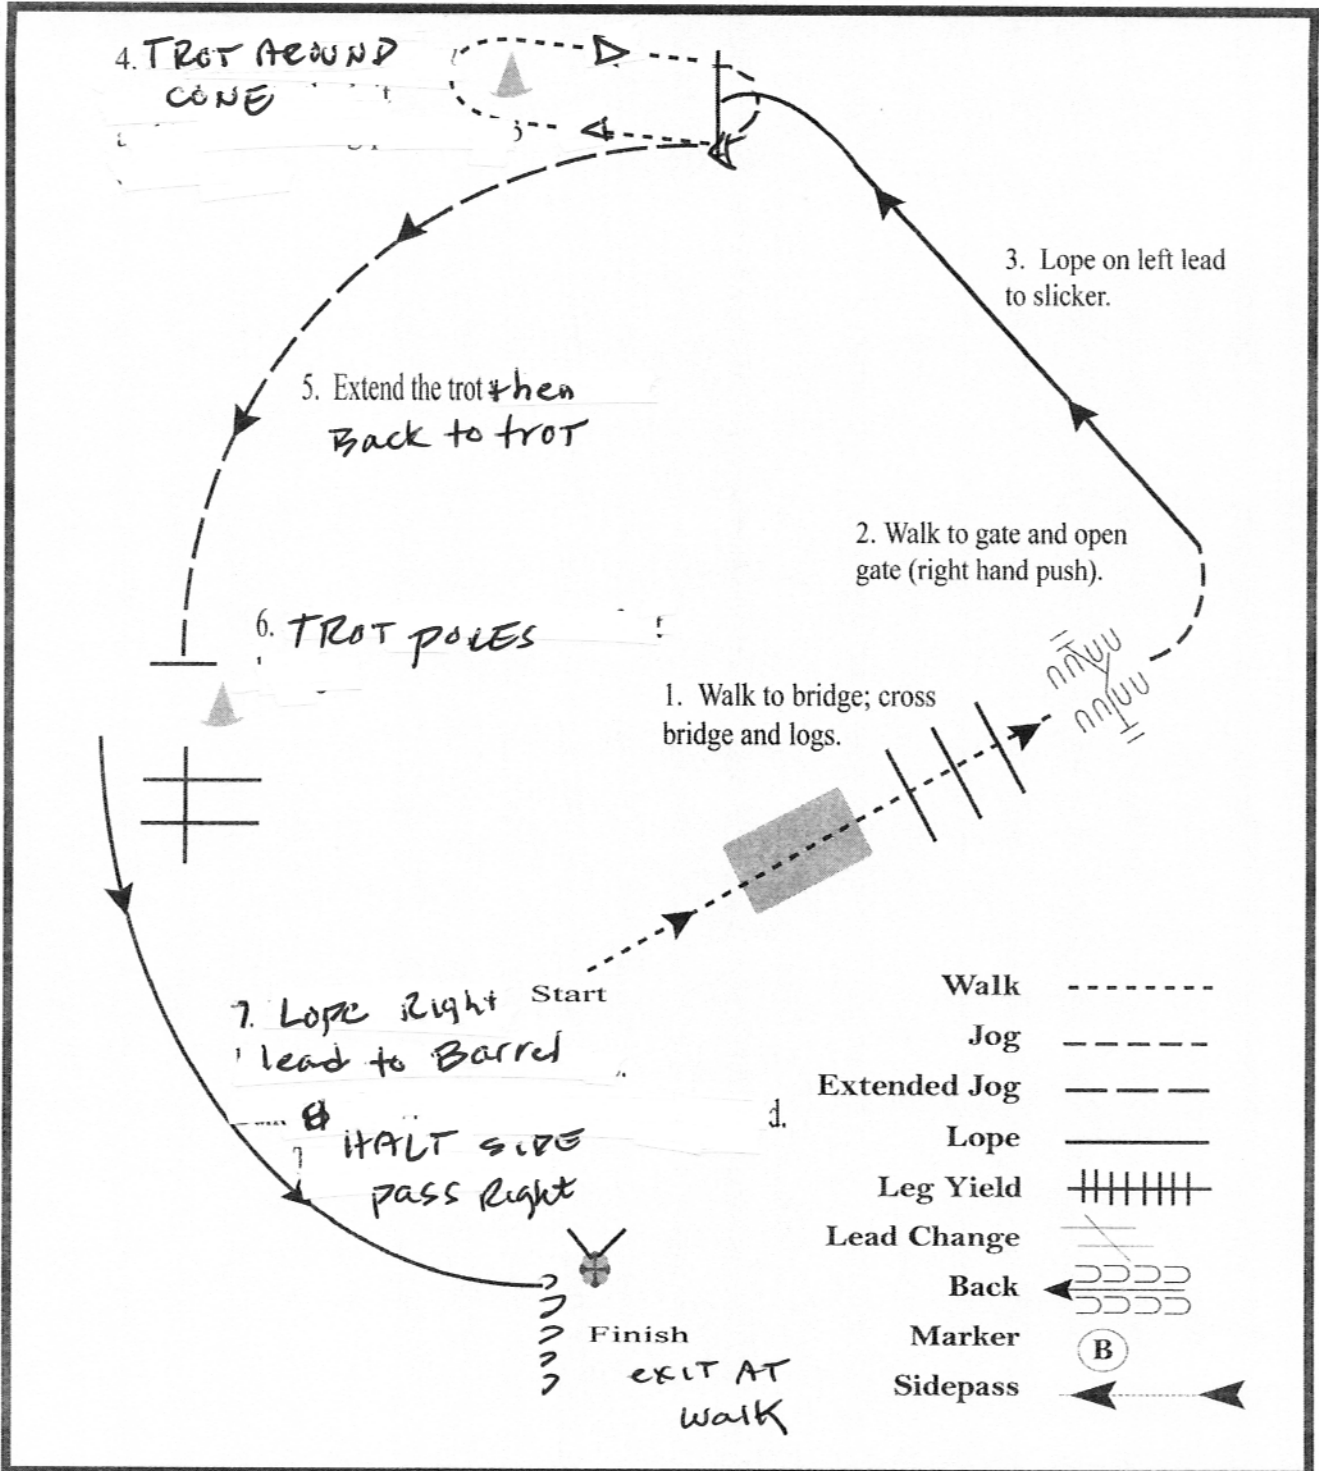 4. TROT AROUND
CONE
3. Lope on left lead
to slicker.
5. Extend the trot then
Back to trot
2. Walk to gate and open
gate (right hand push).
6. TROT POLES
1. Walk to bridge; cross
bridge and logs.
Start
7. Lope Right
lead to Barrel
8
HALT SIDE
pass Right
d.
Finish
exit AT
walk
Walk
Jog
Extended Jog
Lope
Leg Yield
Lead Change
Back
Marker
B
Sidepass